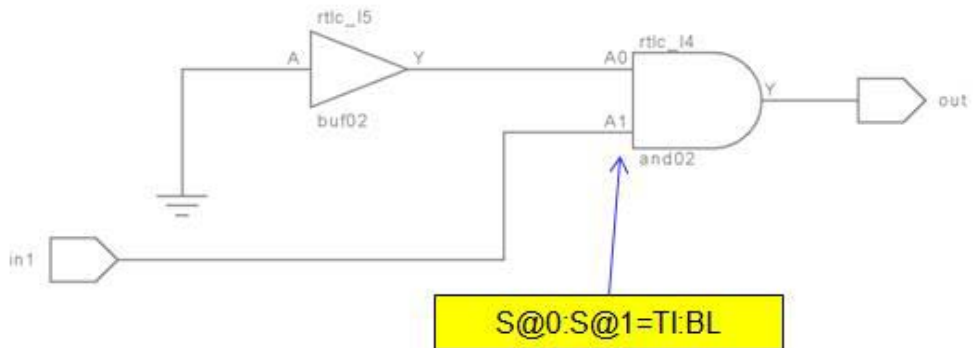 rtlc_I5
A
Y
buf02
rtlc_I4
A0
A1
Y
and02
out
in1
S@0:S@1=TI:BL